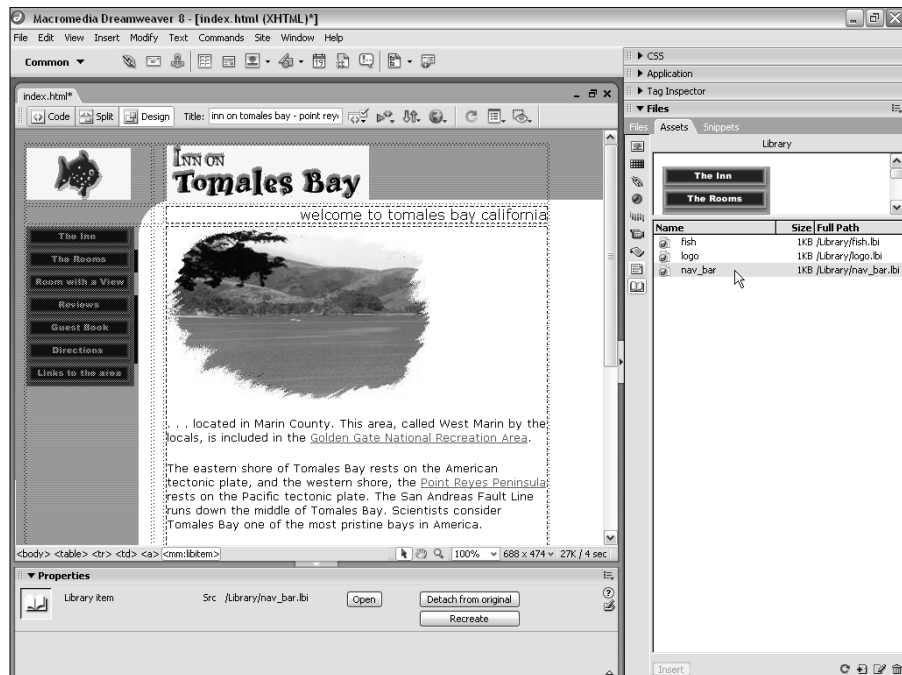 Macromedia Dreamweaver 8 - [index.html (XHTML)*]
File Edit View Insert Modify Text Commands Site Window Help
Common
index.html*
Code Split Design Title: inn on tomales bay - point rey
INN ON
Tomales Bay
welcome to tomales bay california
The Inn
The Rooms
Room with a View
Reviews
Guest Book
Directions
Links to the area
. . . located in Marin County. This area, called West Marin by the
locals, is included in the Golden Gate National Recreation Area.
The eastern shore of Tomales Bay rests on the American
tectonic plate, and the western shore, the Point Reyes Peninsula
rests on the Pacific tectonic plate. The San Andreas Fault Line
runs down the middle of Tomales Bay. Scientists consider
Tomales Bay one of the most pristine bays in America.
<body> <table> <tr> <td> <a> <mm:libitem> 100% 688 x 474 27K / 4 sec
Properties
Library item Src /Library/nav_bar.lbi Open Detach from original
Recreate
CSS
Application
Tag Inspector
Files
Files Assets Snippets
Library
The Inn
The Rooms
Name Size Full Path
fish 1KB /Library/fish.lbi
logo 1KB /Library/logo.lbi
nav_bar 1KB /Library/nav_bar.lbi
Insert